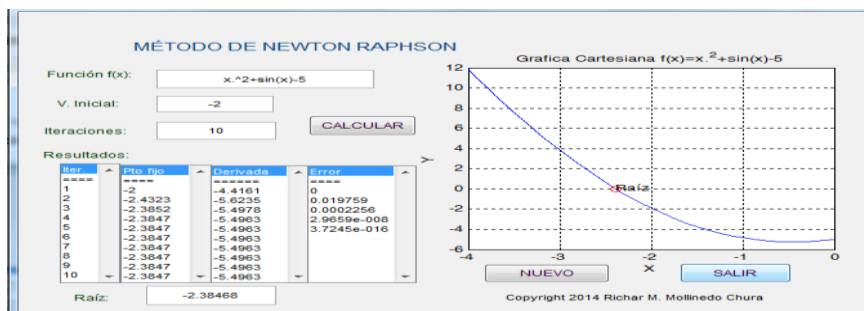 MÉTODO DE NEWTON RAPHSON
Función f(x): x.^2+sin(x)-5
V. Inicial: -2
Iteraciones: 10
CALCULAR
Resultados:
Iter. Pto fijo Derivada Error
==== ==== ====== ====
1 -2 -4.4161 0
2 -2.4323 -5.6235 0.019759
3 -2.3852 -5.4978 0.0002256
4 -2.3847 -5.4963 2.9659e-008
5 -2.3847 -5.4963 3.7245e-016
6 -2.3847 -5.4963
7 -2.3847 -5.4963
8 -2.3847 -5.4963
9 -2.3847 -5.4963
10 -2.3847 -5.4963
Raíz: -2.38468
Grafica Cartesiana f(x)=x.²+sin(x)-5
12
10
8
6
4
2
0
-2
-4
-6
Y
Raíz
-4 -3 -2 -1 0
X
NUEVO SALIR
Copyright 2014 Richar M. Mollinedo Chura